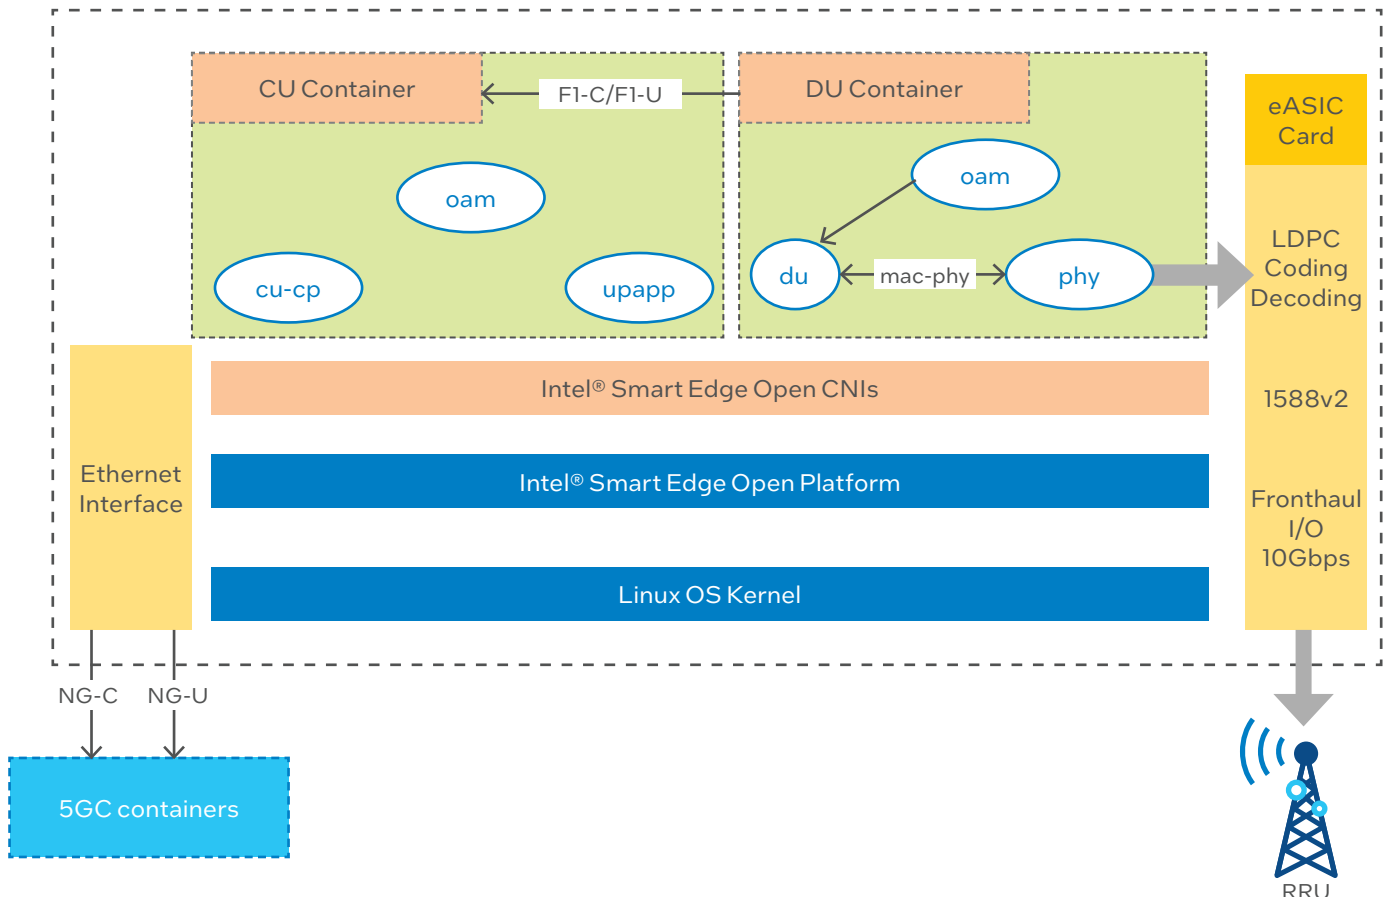 CU Container
F1-C/F1-U
DU Container
eASIC
Card
oam
oam
cu-cp
upapp
du
mac-phy
phy
LDPC
Coding
Decoding
Intel® Smart Edge Open CNIs
1588v2
Ethernet
Interface
Intel® Smart Edge Open Platform
Fronthaul
I/O
10Gbps
Linux OS Kernel
NG-C
NG-U
5GC containers
RRU